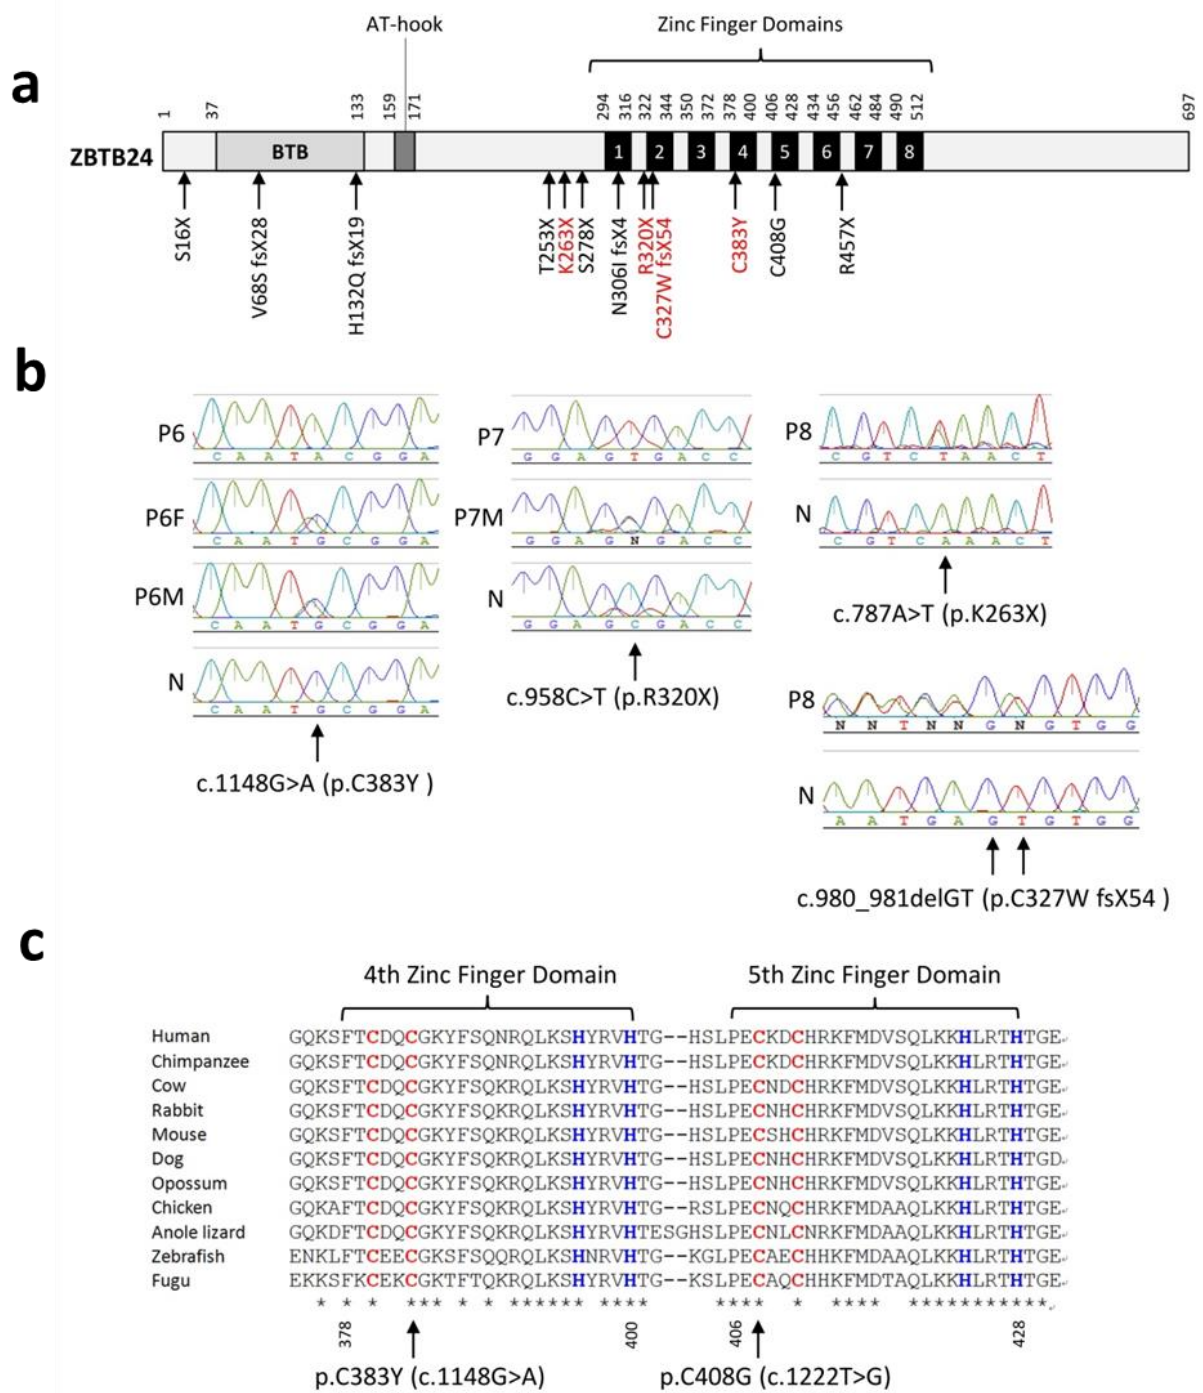 a
AT-hook
Zinc Finger Domains
1 37 133 159 171 294 316 322 344 350 372 378 400 406 428 434 456 462 484 490 512 697
ZBTB24 BTB 1 2 3 4 5 6 7 8
S16X V68S fsX28 H132Q fsX19 T253X K263X S278X N306I fsX4 R320X C327W fsX54 C383Y C408G R457X
b
P6
C A A T A C G G A
P6F
C A A T G C G G A
P6M
C A A T G C G G A
N
C A A T G C G G A
c.1148G>A (p.C383Y )
P7
G G A G T G A C C
P7M
G G A G N G A C C
N
G G A G C G A C C
c.958C>T (p.R320X)
P8
C G T C T A A C T
N
C G T C A A A C T
c.787A>T (p.K263X)
P8
N N T N N G N G T G G
N
A A T G A G T G T G G
c.980_981delGT (p.C327W fsX54 )
c
4th Zinc Finger Domain 5th Zinc Finger Domain
Human GQKSFTCDQCGKYFSQNRQLKSHYRVHTG--HSLPECKDCHRKFMDVSQLKKHLRTHTGE
Chimpanzee GQKSFTCDQCGKYFSQNRQLKSHYRVHTG--HSLPECKDCHRKFMDVSQLKKHLRTHTGE
Cow GQKSFTCDQCGKYFSQKRQLKSHYRVHTG--HSLPECNDCHRKFMDVSQLKKHLRTHTGE
Rabbit GQKSFTCDQCGKYFSQKRQLKSHYRVHTG--HSLPECNHCHRKFMDVSQLKKHLRTHTGE
Mouse GQKSFTCDQCGKYFSQKRQLKSHYRVHTG--HSLPECSHCHRKFMDVSQLKKHLRTHTGE
Dog GQKSFTCDQCGKYFSQKRQLKSHYRVHTG--HSLPECNHCHRKFMDVSQLKKHLRTHTGD
Opossum GQKSFTCDQCGKYFSQKRQLKSHYRVHTG--HSLPECNHCHRKFMDVSQLKKHLRTHTGE
Chicken GQKAFTCDQCGKYFSQKRQLKSHYRVHTG--RSLPECNQCHRKFMDAAQLKKHLRTHTGE
Anole lizard GQKDFTCDQCGKYFSQKRQLKSHYRVHTESGHSLPECNLCNRKFMDAAQLKKHLRTHTGE
Zebrafish ENKLFTCEECGKSFSQQRQLKSHNRVHTG--KGLPECAECHHKFMDAAQLKKHLRTHTGE
Fugu EKKSFKCEKCGKTFTQKRQLKSHYRVHTG--KSLPECAQCHHKFMDTAQLKKHLRTHTGE
* * * *** * * ****** **** **** * **** *********
378 400 406 428
p.C383Y (c.1148G>A) p.C408G (c.1222T>G)